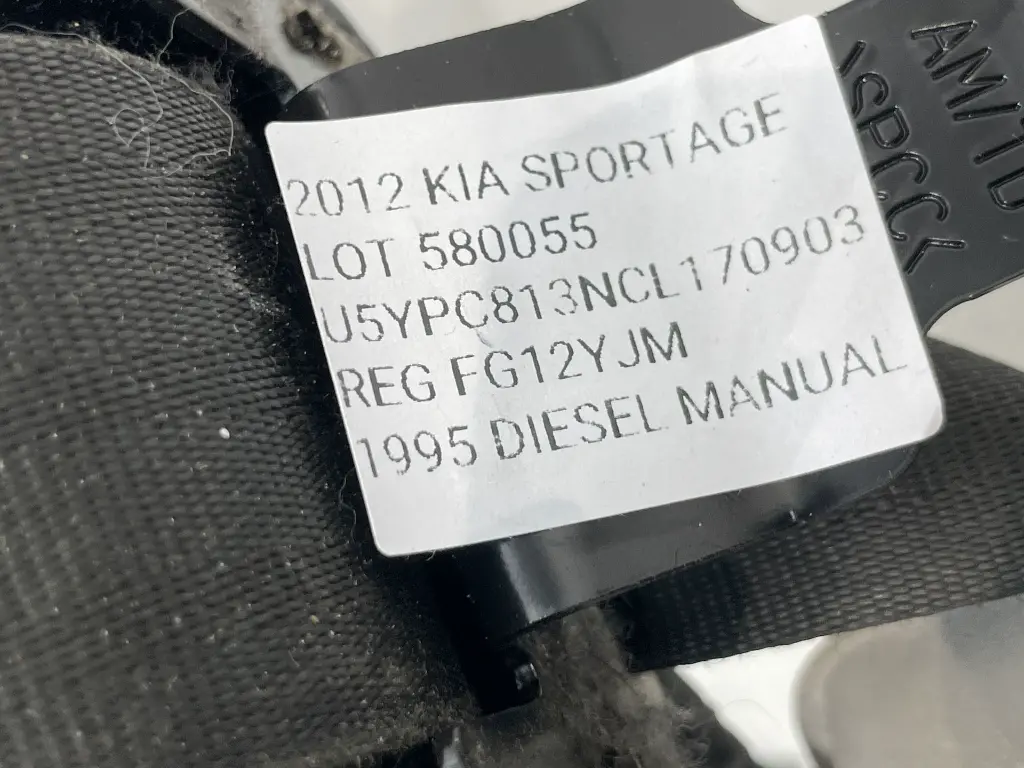 2012 KIA SPORTAGE
LOT 580055
U5YPC813NCL170903
REG FG12YJM
1995 DIESEL MANUAL